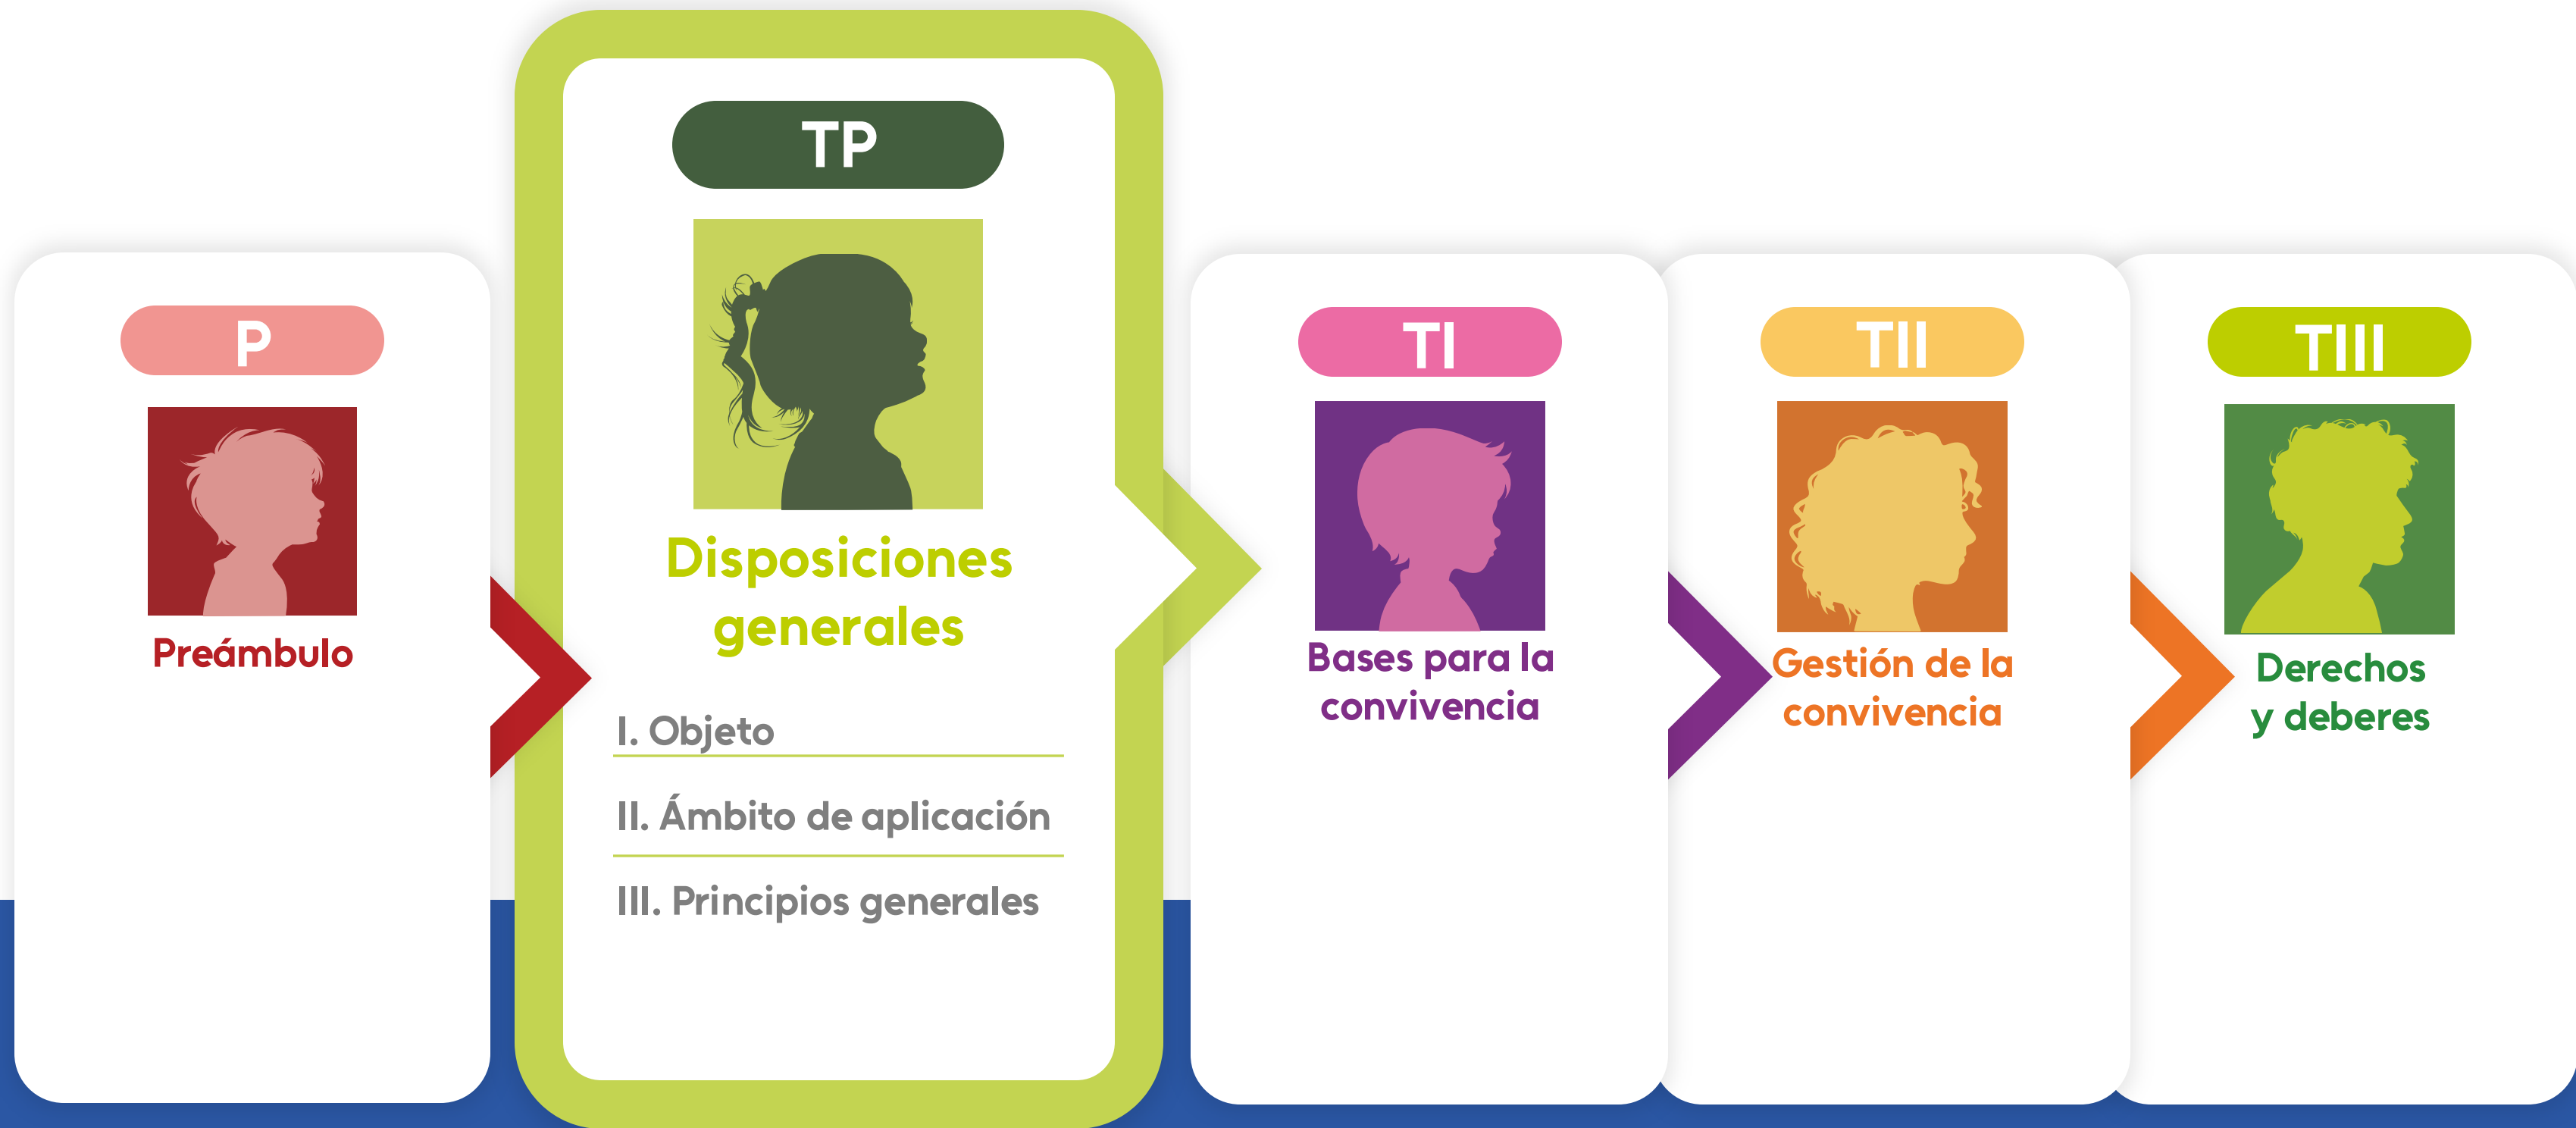 P
Preámbulo
TP
Disposiciones
generales
I. Objeto
II. Ámbito de aplicación
III. Principios generales
TI
Bases para la
convivencia
TII
Gestión de la
convivencia
TIII
Derechos
y deberes